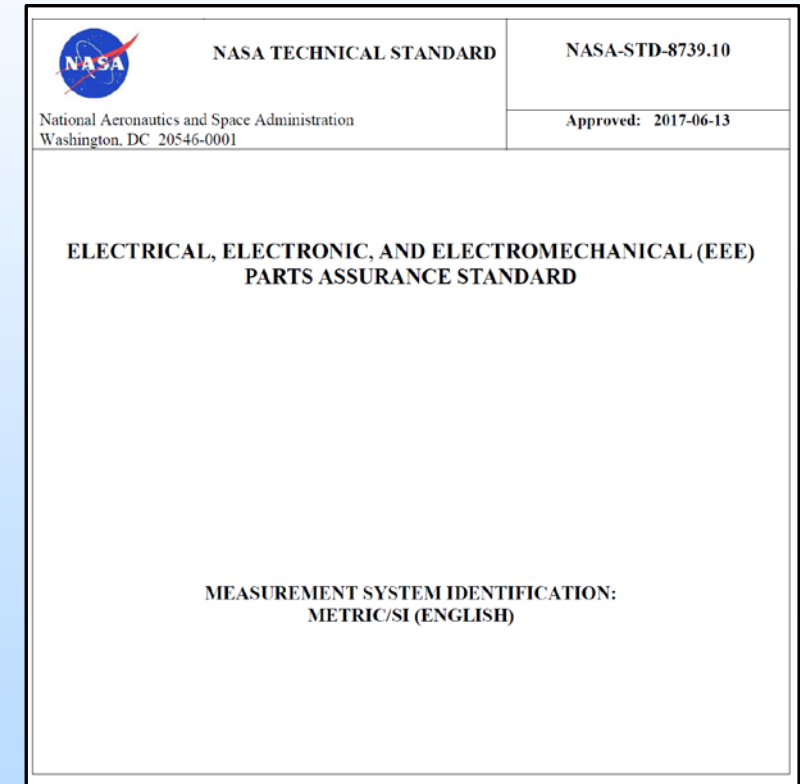 NASA
NASA TECHNICAL STANDARD
NASA-STD-8739.10
National Aeronautics and Space Administration
Washington, DC 20546-0001
Approved: 2017-06-13
ELECTRICAL, ELECTRONIC, AND ELECTROMECHANICAL (EEE)
PARTS ASSURANCE STANDARD
MEASUREMENT SYSTEM IDENTIFICATION:
METRIC/SI (ENGLISH)